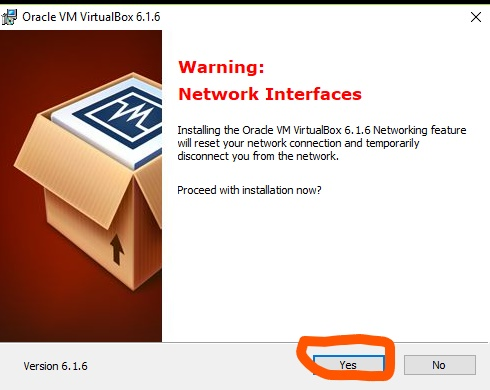 Oracle VM VirtualBox 6.1.6
Warning:
Network Interfaces
Installing the Oracle VM VirtualBox 6.1.6 Networking feature
will reset your network connection and temporarily
disconnect you from the network.
Proceed with installation now?
Version 6.1.6
Yes
No